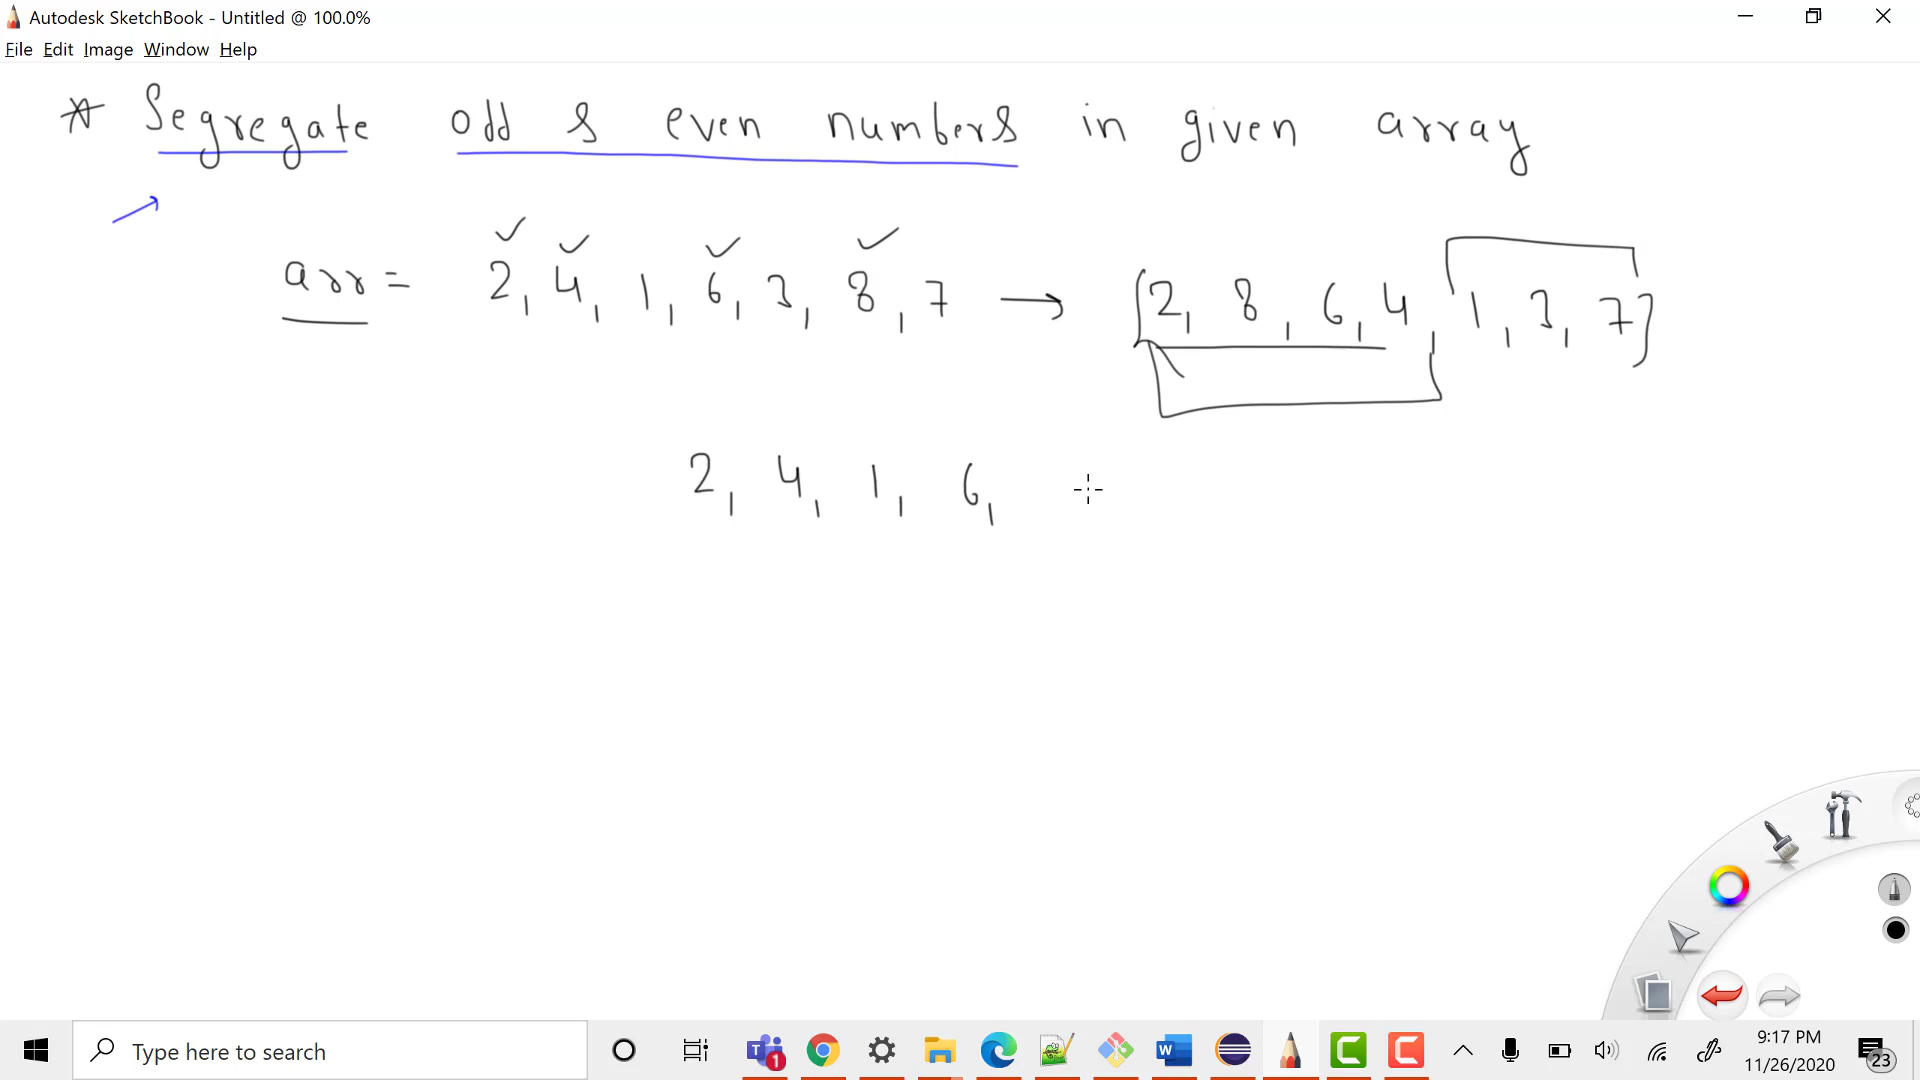 Autodesk SketchBook - Untitled @ 100.0%
File Edit Image Window Help
* Segregate odd & even numbers in given array
arr = 2, 4, 1, 6, 3, 8, 7 → [2, 8, 6, 4, 1, 3, 7]
2, 4, 1, 6,
Type here to search
T 1
W
C
C
9:17 PM
11/26/2020
23